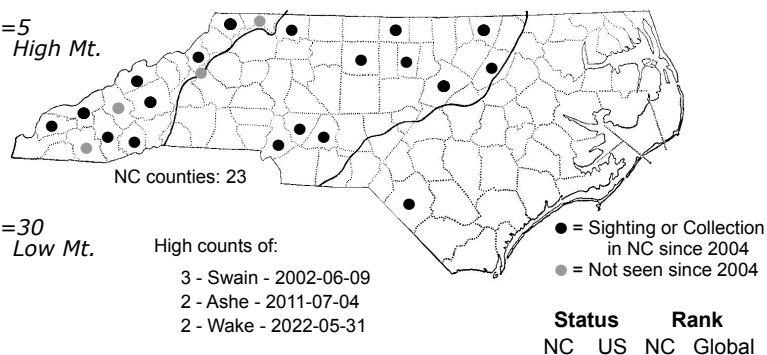 =5
High Mt.
NC counties: 23
=30
Low Mt.
High counts of:
3 - Swain - 2002-06-09
2 - Ashe - 2011-07-04
2 - Wake - 2022-05-31
● = Sighting or Collection
in NC since 2004
● = Not seen since 2004
Status Rank
NC US NC Global